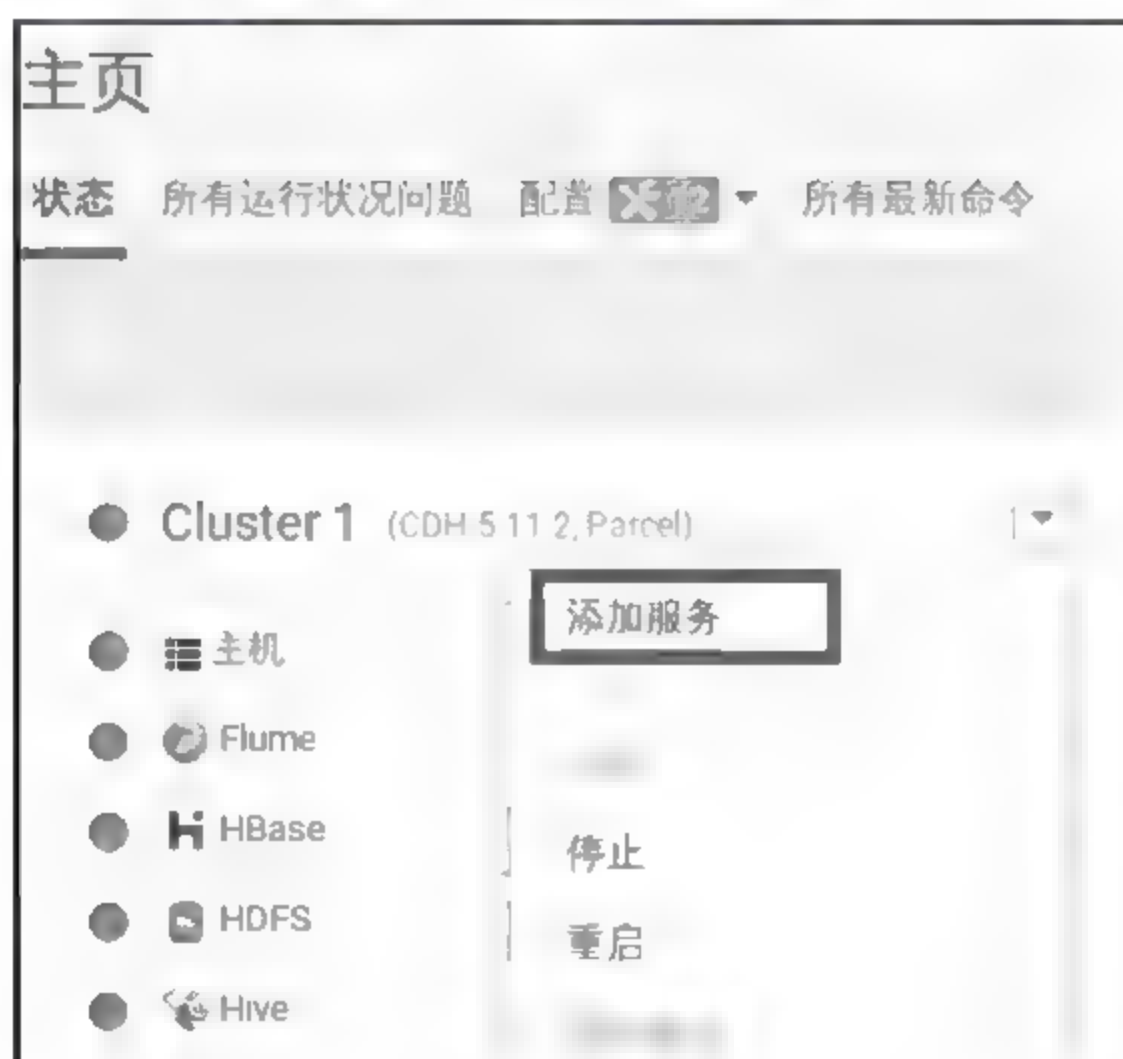 主页
状态 所有运行状况问题 配置 所有最新命令
Cluster 1 (CDH 5 11 2, Parcel)
添加服务
主机
Flume
HBase
停止
HDFS
重启
Hive